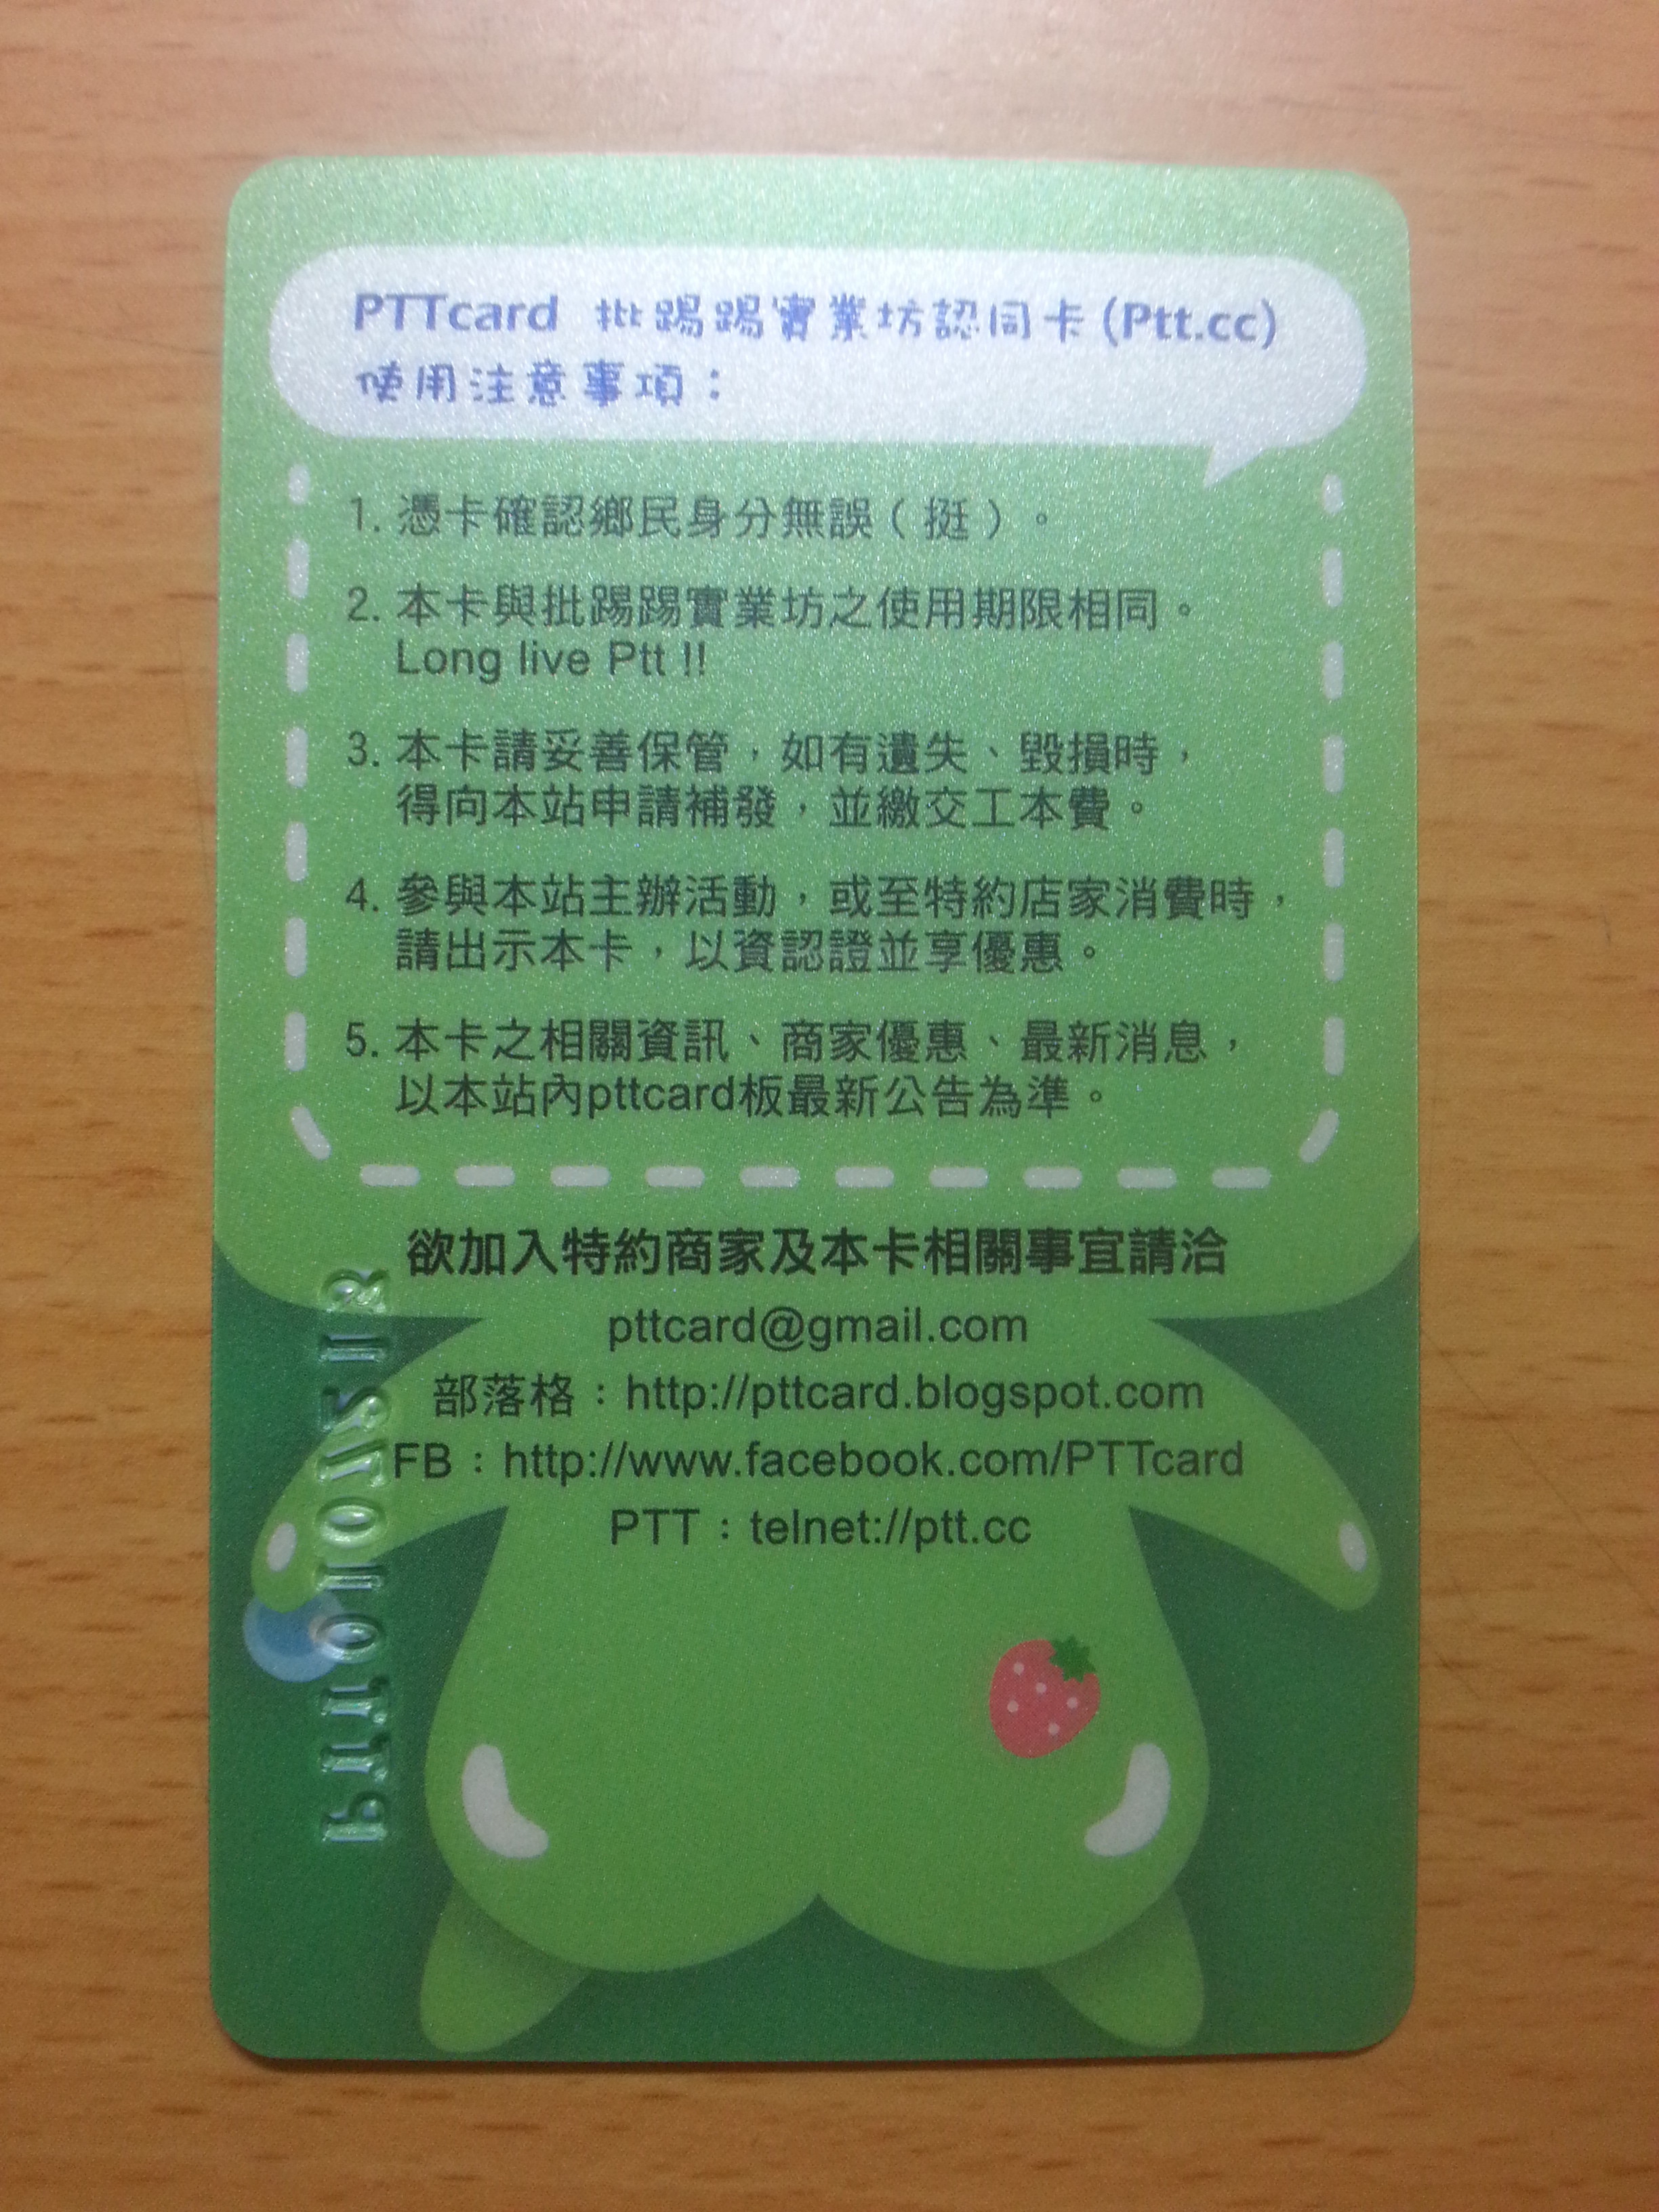 PTTcard 批踢踢實業坊認同卡(Ptt.cc)
使用注意事項：
1. 憑卡確認鄉民身分無誤（挺）。
2. 本卡與批踢踢實業坊之使用期限相同。
Long live Ptt !!
3. 本卡請妥善保管，如有遺失、毀損時，
得向本站申請補發，並繳交工本費。
4. 參與本站主辦活動，或至特約店家消費時，
請出示本卡，以資認證並享優惠。
5. 本卡之相關資訊、商家優惠、最新消息，
以本站內pttcard板最新公告為準。
欲加入特約商家及本卡相關事宜請洽
pttcard@gmail.com
部落格：http://pttcard.blogspot.com
FB：http://www.facebook.com/PTTcard
PTT：telnet://ptt.cc